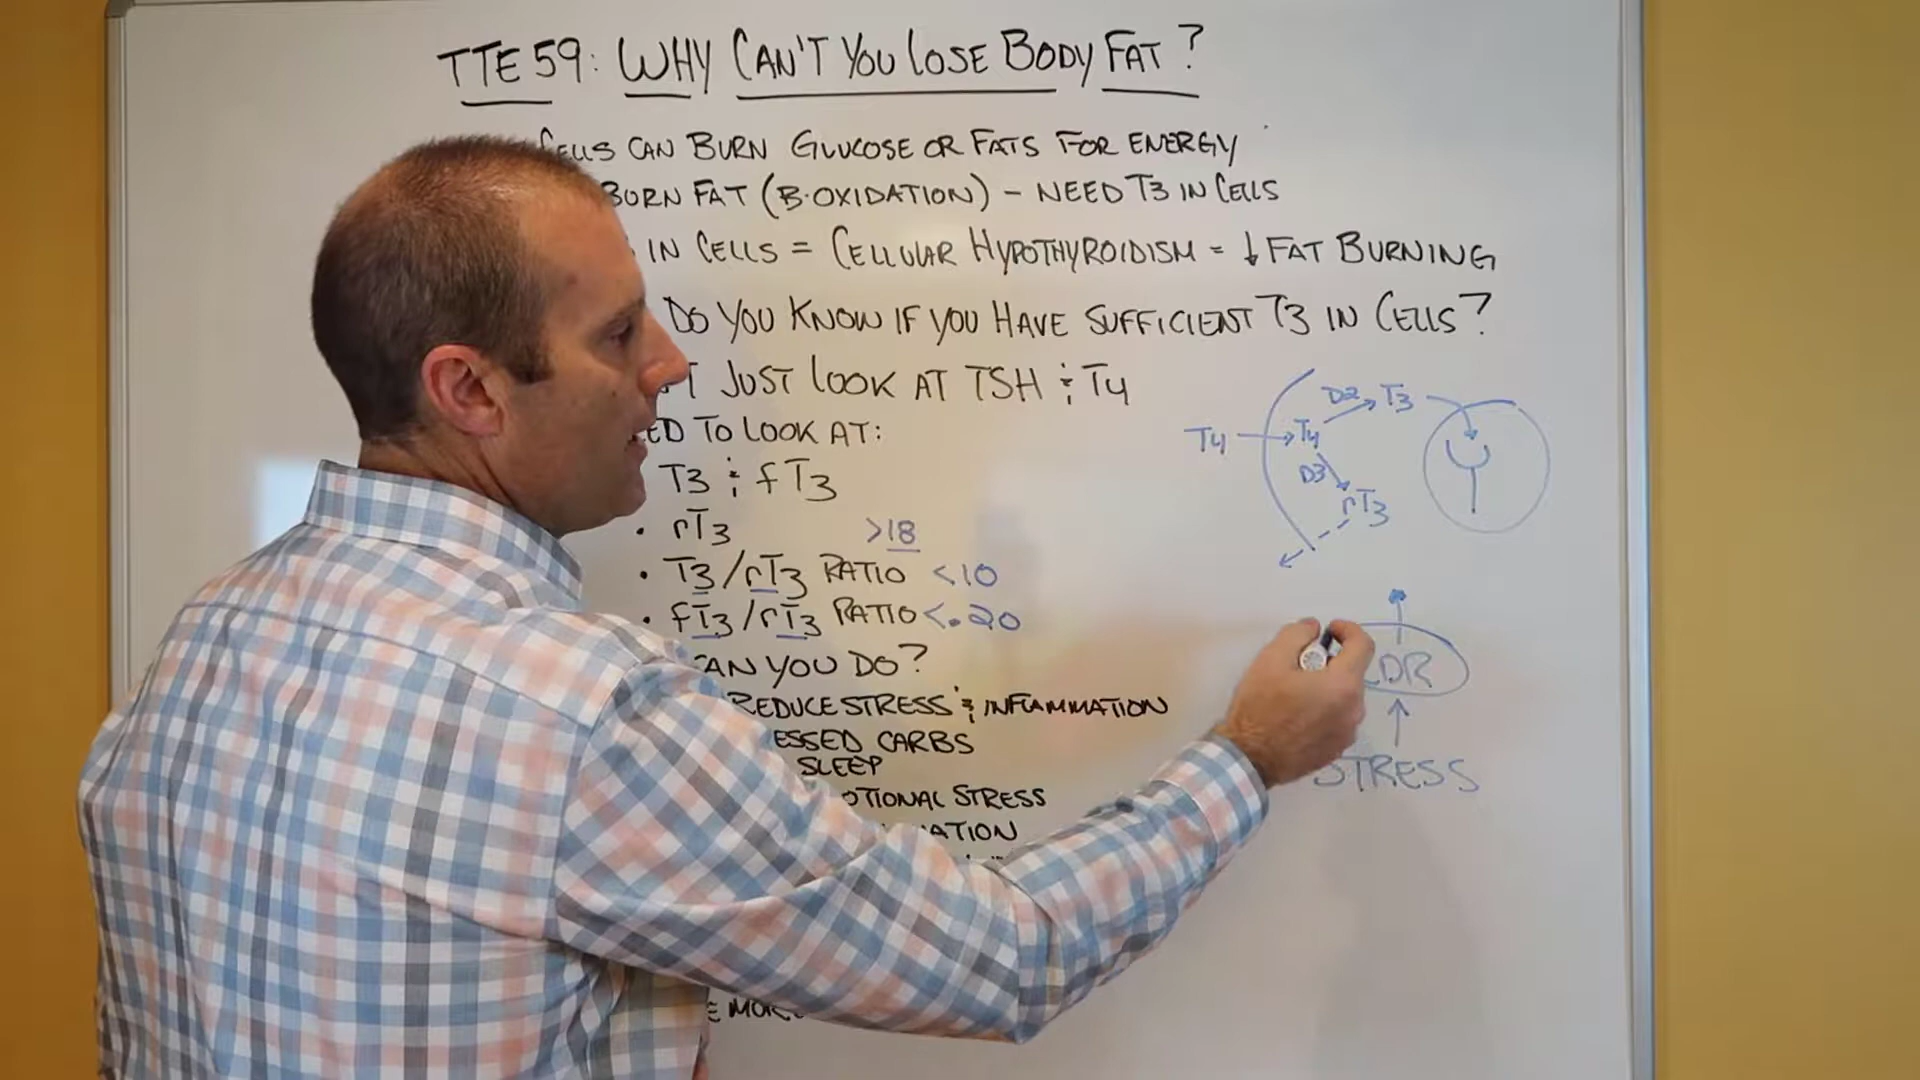 TTE 59: WHY CAN'T YOU LOSE BODY FAT?
CELLS CAN BURN GLUCOSE OR FATS FOR ENERGY
BURN FAT (B-OXIDATION) - NEED T3 IN CELLS
IN CELLS = CELLULAR HYPOTHYROIDISM = ↓ FAT BURNING
DO YOU KNOW IF YOU HAVE SUFFICIENT T3 IN CELLS?
JUST LOOK AT TSH & T4
TO LOOK AT:
T3 & fT3
• rT3 >18
• T3/rT3 RATIO <10
• fT3/rT3 RATIO <.20
CAN YOU DO?
REDUCE STRESS & INFLAMMATION
CARBS
SLEEP
STRESS
T4 → T4 D2 → T3
D3
rT3
CDR
STRESS